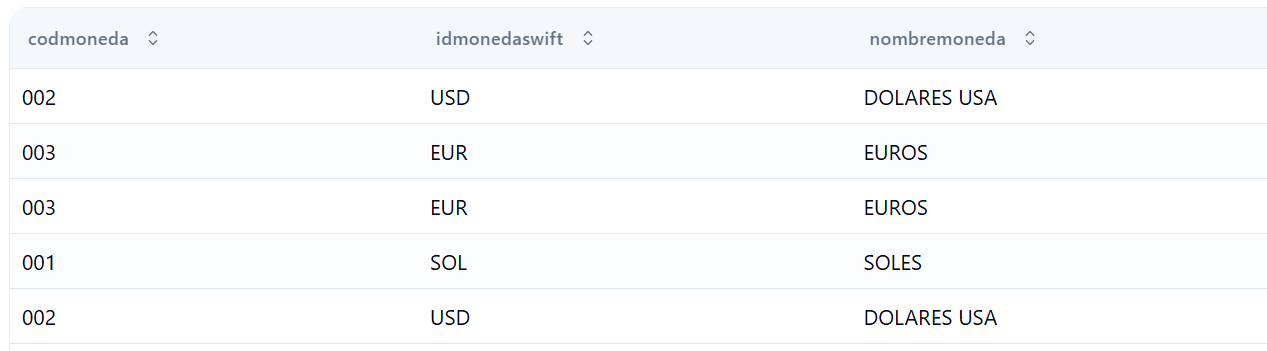 codmoneda idmonedaswift nombremoneda
002 USD DOLARES USA
003 EUR EUROS
003 EUR EUROS
001 SOL SOLES
002 USD DOLARES USA